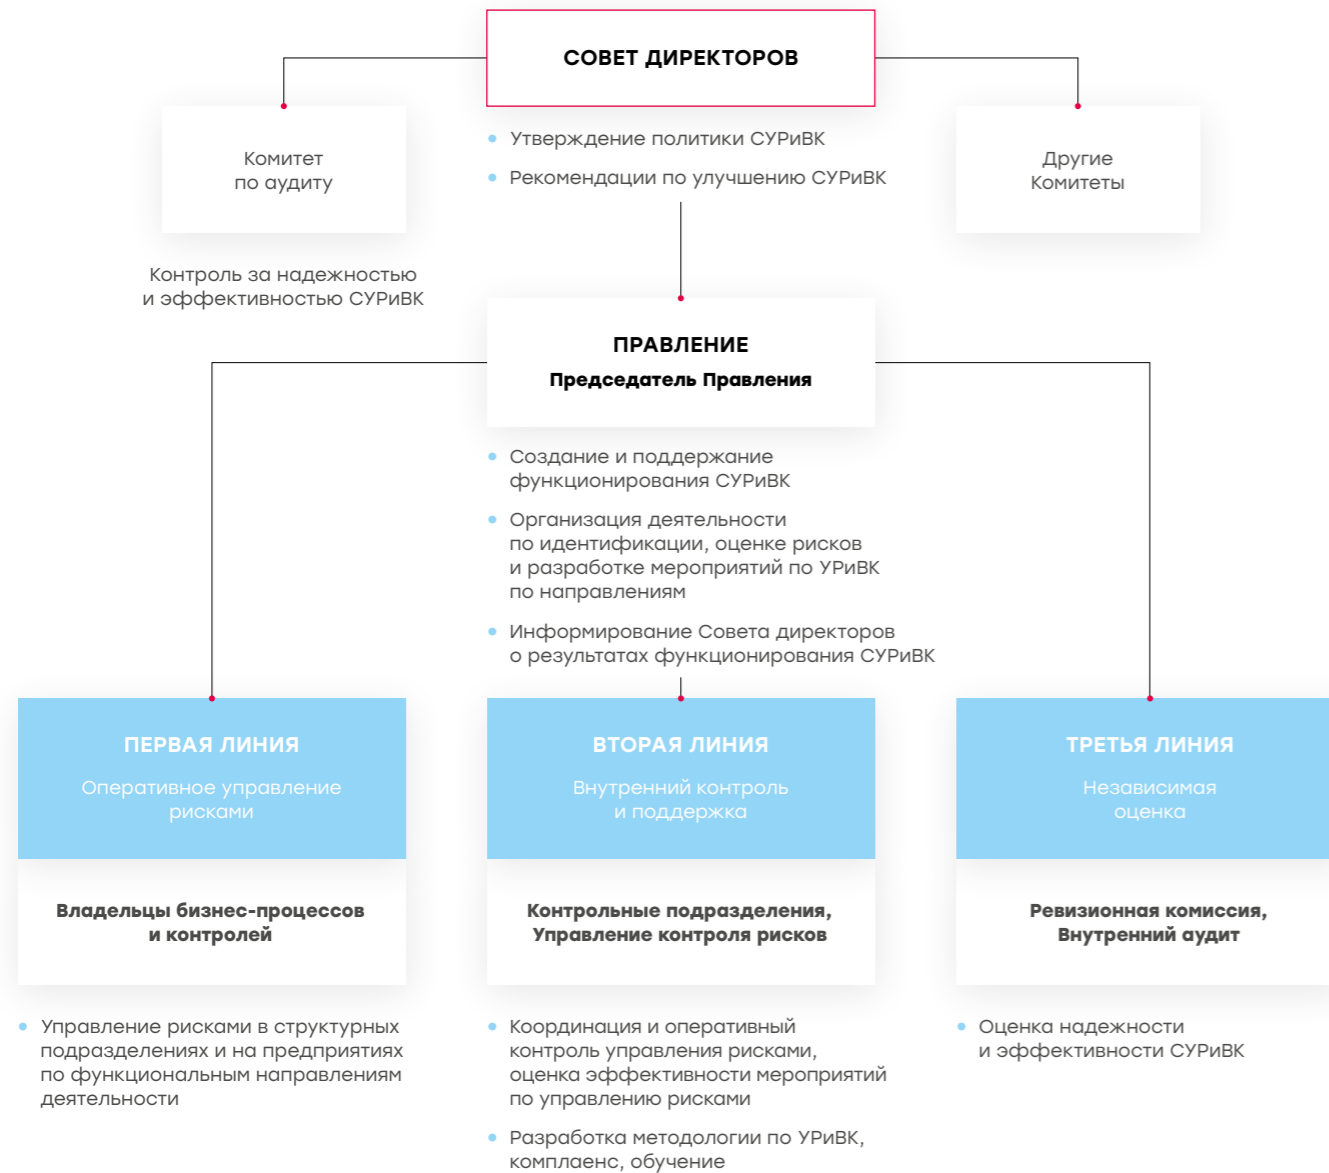 СОВЕТ ДИРЕКТОРОВ
Комитет
по аудиту
• Утверждение политики СУРиВК
• Рекомендации по улучшению СУРиВК
Другие
Комитеты
Контроль за надежностью
и эффективностью СУРиВК
ПРАВЛЕНИЕ
Председатель Правления
• Создание и поддержание
функционирования СУРиВК
• Организация деятельности
по идентификации, оценке рисков
и разработке мероприятий по УРиВК
по направлениям
• Информирование Совета директоров
о результатах функционирования СУРиВК
ПЕРВАЯ ЛИНИЯ
Оперативное управление
рисками
Владельцы бизнес-процессов
и контролей
• Управление рисками в структурных
подразделениях и на предприятиях
по функциональным направлениям
деятельности
ВТОРАЯ ЛИНИЯ
Внутренний контроль
и поддержка
Контрольные подразделения,
Управление контроля рисков
• Координация и оперативный
контроль управления рисками,
оценка эффективности мероприятий
по управлению рисками
• Разработка методологии по УРиВК,
комплаенс, обучение
ТРЕТЬЯ ЛИНИЯ
Независимая
оценка
Ревизионная комиссия,
Внутренний аудит
• Оценка надежности
и эффективности СУРиВК